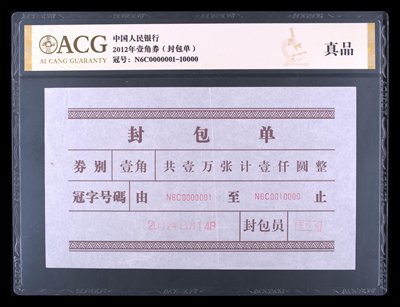 ACG
AI CANG GUARANTY
中国人民银行
2012年壹角券（封包单）
冠号：N6C0000001-10000
真品
封包单
券别 壹角 共壹万张计壹仟圆整
冠字号碼 由 N6C0000001 至 N6C0010000 止
封包员